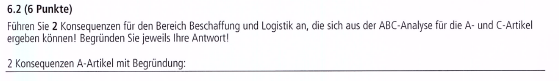 6.2 (6 Punkte)
Führen Sie 2 Konsequenzen für den Bereich Beschaffung und Logistik an, die sich aus der ABC-Analyse für die A- und C-Artikel
ergeben können! Begründen Sie jeweils Ihre Antwort!
2 Konsequenzen A-Artikel mit Begründung: